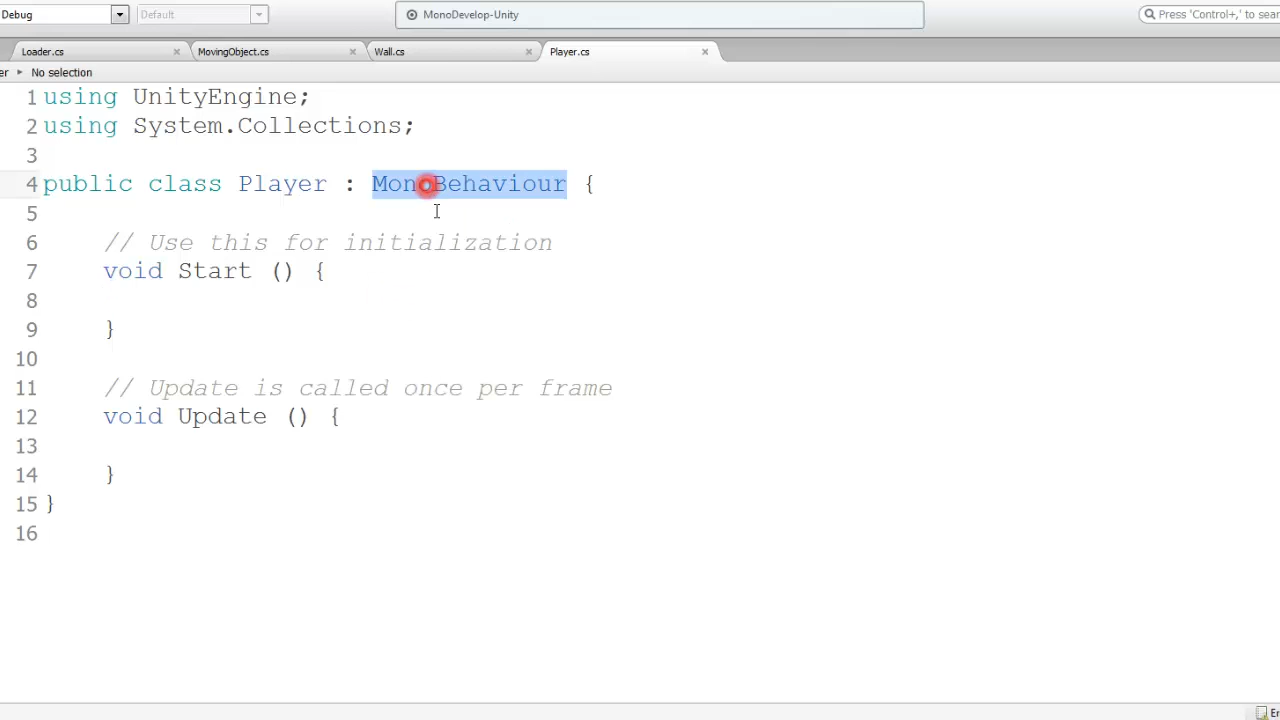 Debug Default MonoDevelop-Unity Press 'Control+,' to sear
Loader.cs MovingObject.cs Wall.cs Player.cs
er No selection
1 using UnityEngine;
2 using System.Collections;
3
4 public class Player : MonoBehaviour {
5
6 // Use this for initialization
7 void Start () {
8
9 }
10
11 // Update is called once per frame
12 void Update () {
13
14 }
15 }
16
Er